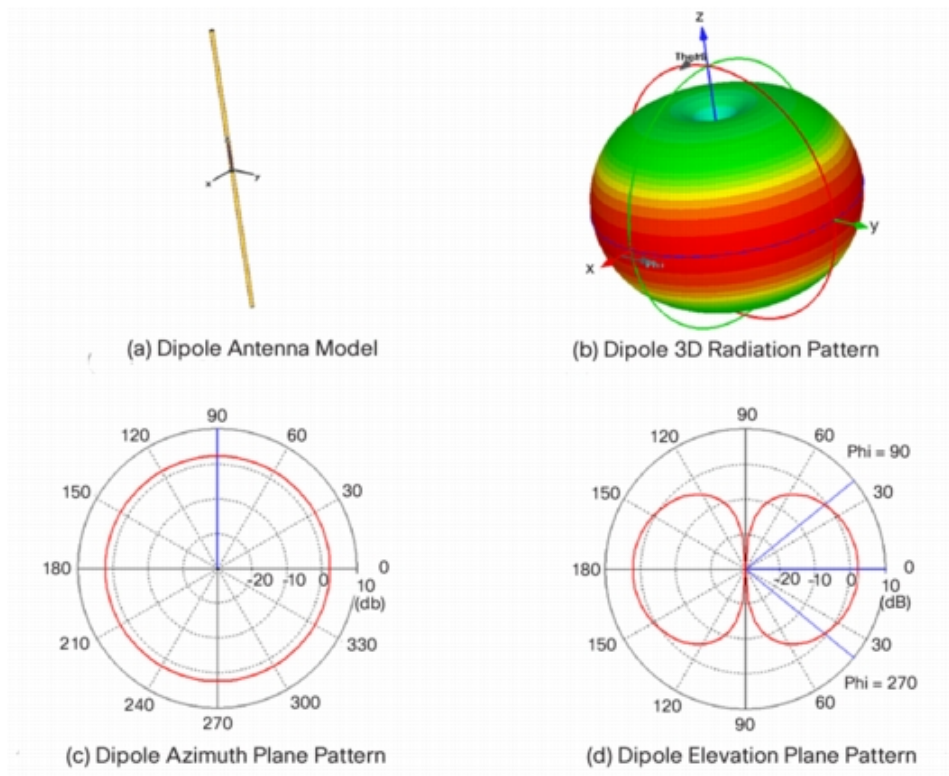 x
y
(a) Dipole Antenna Model
z
Theta
y
x
Phi
(b) Dipole 3D Radiation Pattern
90
120
60
150
30
180
-20 -10 0 10
0
(db)
210
330
240
300
270
(c) Dipole Azimuth Plane Pattern
90
120
60
Phi = 90
150
30
180
-20 -10 0 10
0
(dB)
150
30
120
60
Phi = 270
90
(d) Dipole Elevation Plane Pattern